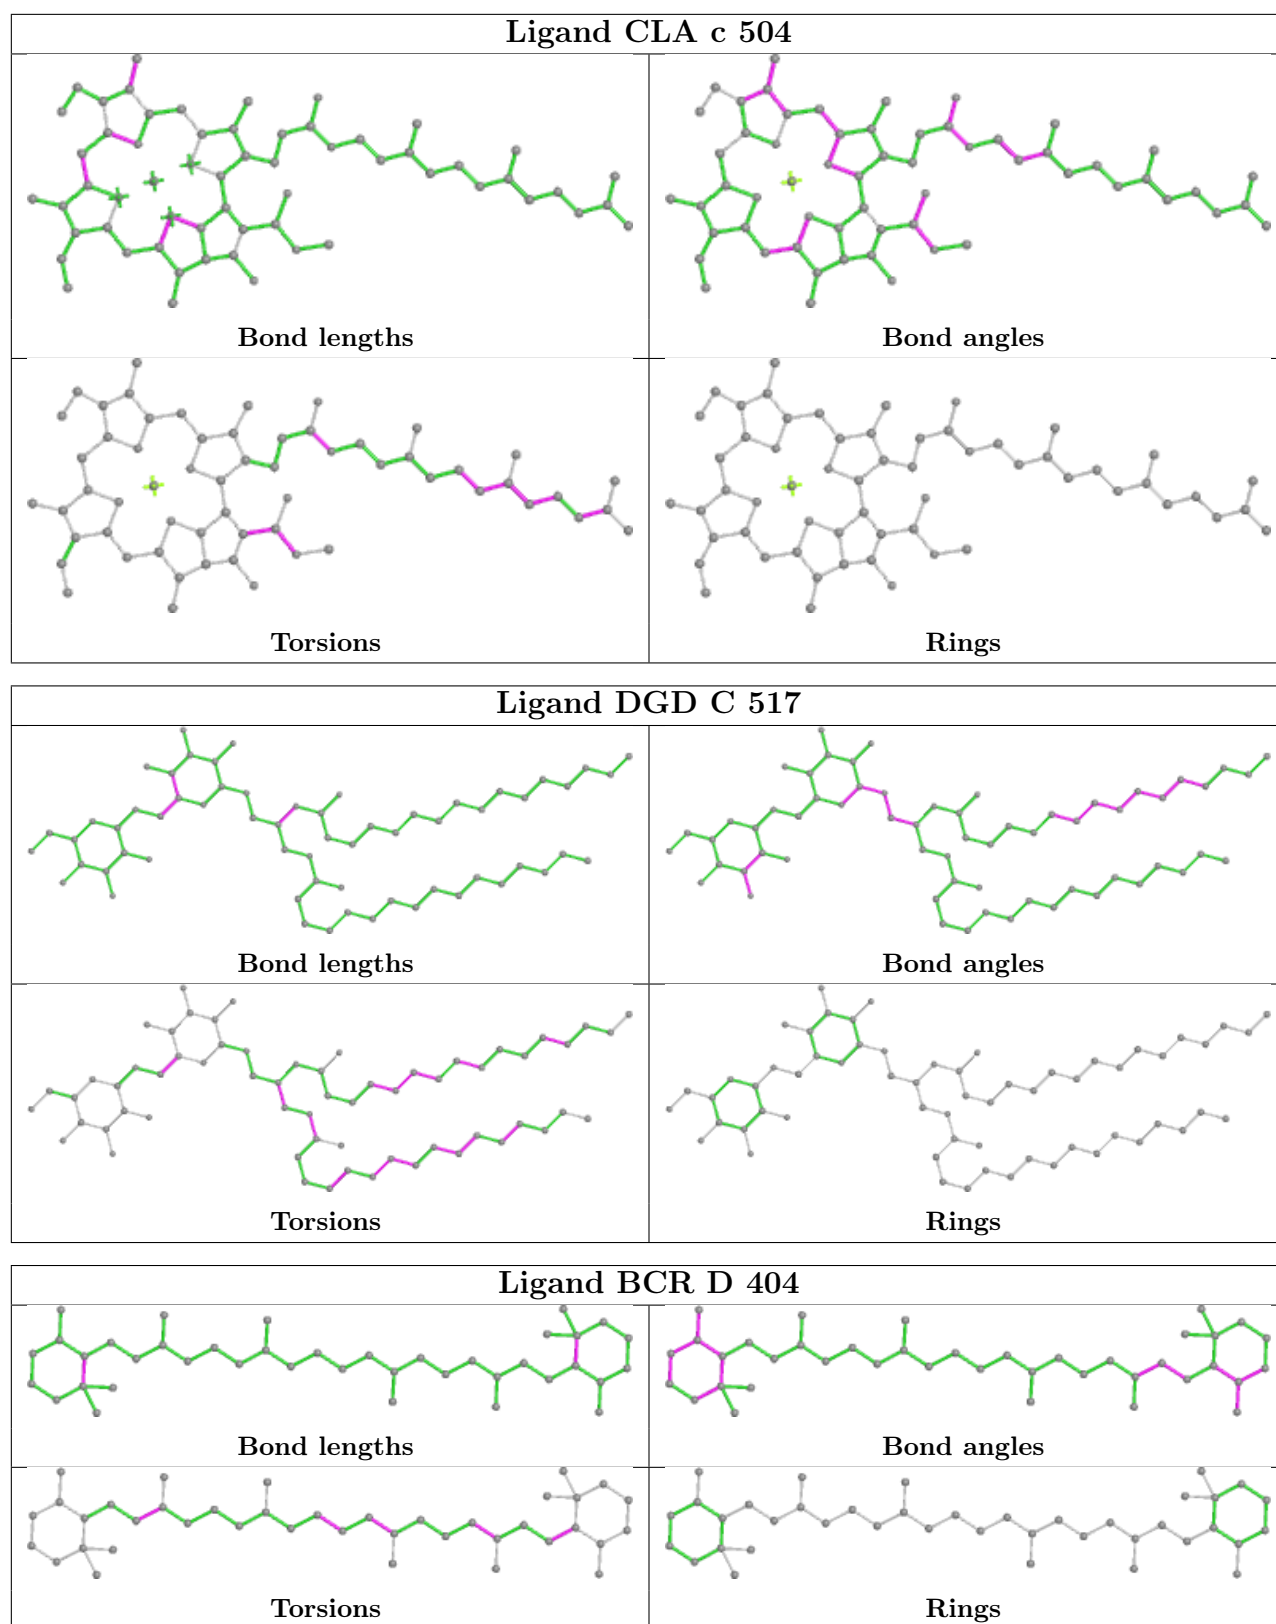 Ligand CLA c 504
Bond lengths
Bond angles
Torsions
Rings
Ligand DGD C 517
Bond lengths
Bond angles
Torsions
Rings
Ligand BCR D 404
Bond lengths
Bond angles
Torsions
Rings